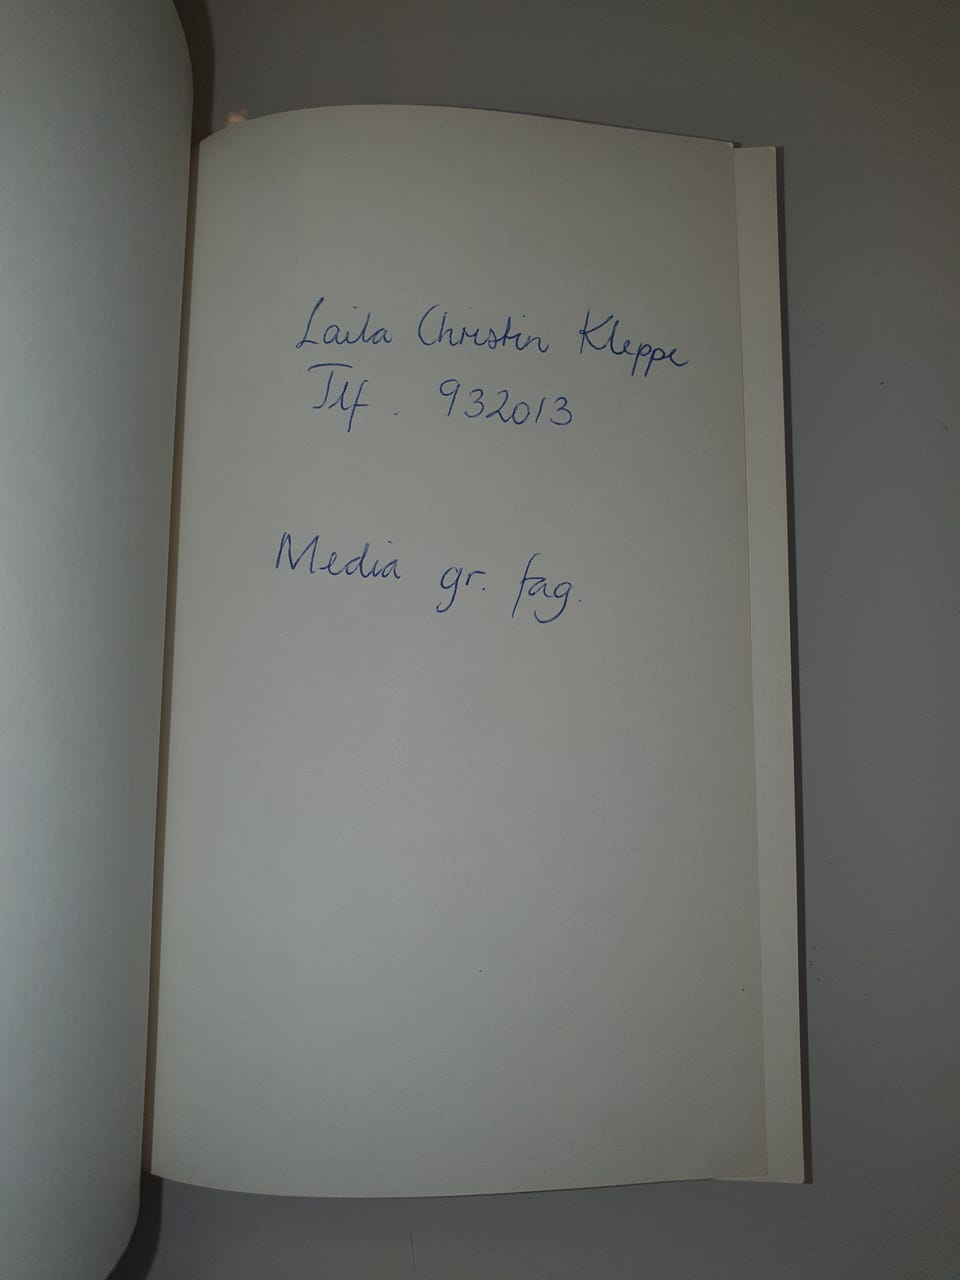 Laila Christin Kleppe
Tlf. 932013
Media gr. fag.